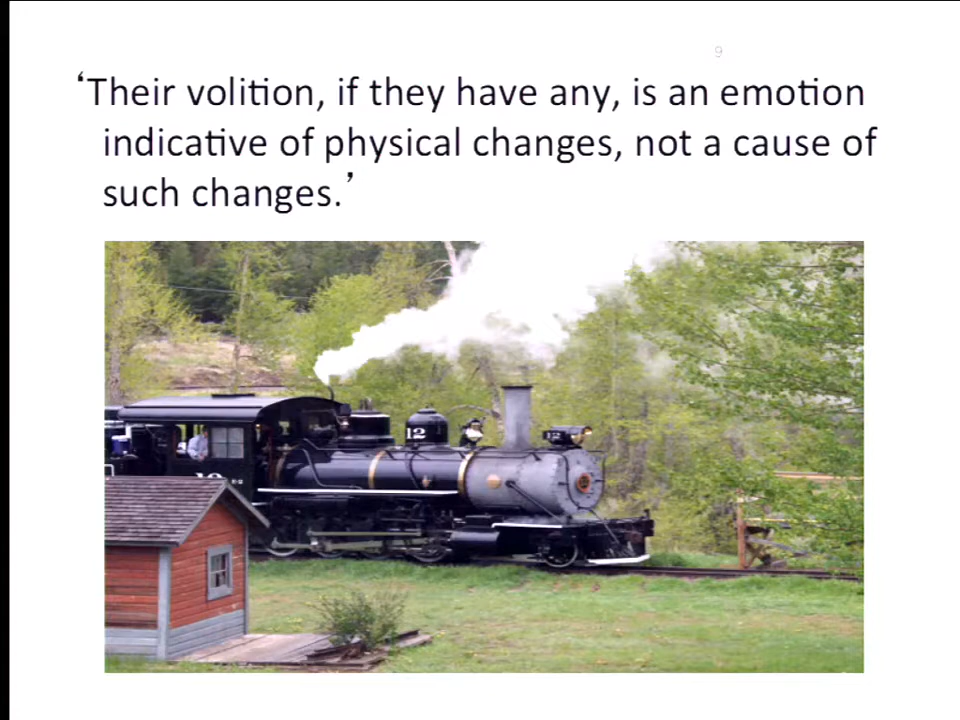 9
‘Their volition, if they have any, is an emotion
indicative of physical changes, not a cause of
such changes.’
12
12
12